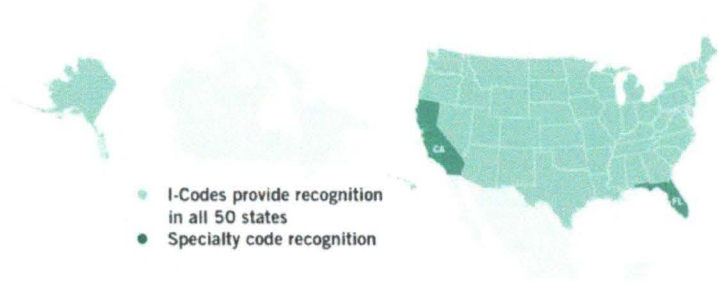 CA
FL
I-Codes provide recognition
in all 50 states
Specialty code recognition